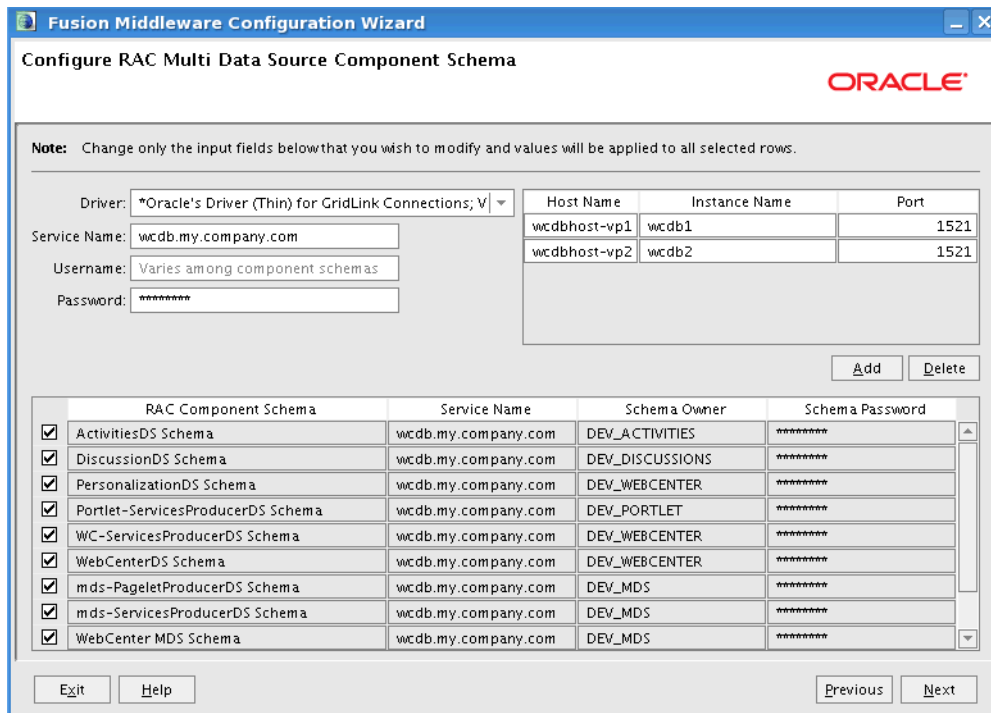 Fusion Middleware Configuration Wizard
Configure RAC Multi Data Source Component Schema
ORACLE
Note: Change only the input fields below that you wish to modify and values will be applied to all selected rows.
Driver: *Oracle's Driver (Thin) for GridLink Connections; V
Service Name: wcdb.my.company.com
Username: Varies among component schemas
Password: ********
Host Name Instance Name Port
wcdbhost-vp1 wcdb1 1521
wcdbhost-vp2 wcdb2 1521
Add Delete
RAC Component Schema Service Name Schema Owner Schema Password
ActivitiesDS Schema wcdb.my.company.com DEV_ACTIVITIES ********
DiscussionDS Schema wcdb.my.company.com DEV_DISCUSSIONS ********
PersonalizationDS Schema wcdb.my.company.com DEV_WEBCENTER ********
Portlet-ServicesProducerDS Schema wcdb.my.company.com DEV_PORTLET ********
WC-ServicesProducerDS Schema wcdb.my.company.com DEV_WEBCENTER ********
WebCenterDS Schema wcdb.my.company.com DEV_WEBCENTER ********
mds-PageletProducerDS Schema wcdb.my.company.com DEV_MDS ********
mds-ServicesProducerDS Schema wcdb.my.company.com DEV_MDS ********
WebCenter MDS Schema wcdb.my.company.com DEV_MDS ********
Exit Help Previous Next